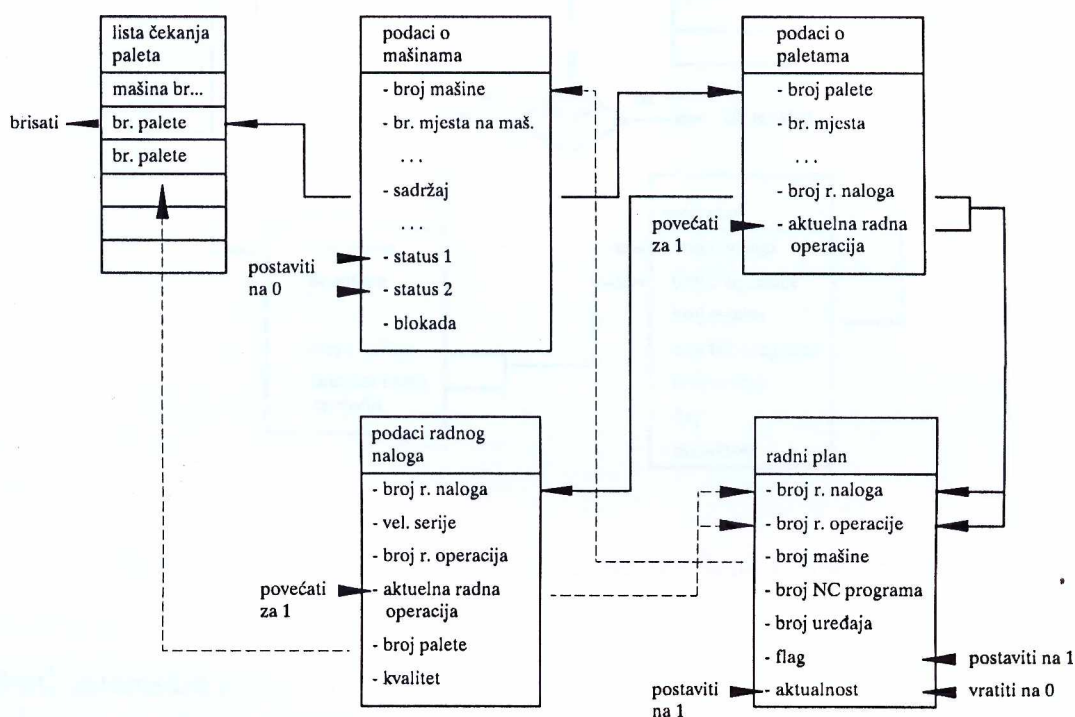 lista čekanja
paleta
mašina br...
br. palete
br. palete
brisati
podaci o
mašinama
- broj mašine
- br. mjesta na maš.
...
- sadržaj
...
- status 1
- status 2
- blokada
postaviti
na 0
podaci o
paletama
- broj palete
- br. mjesta
...
- broj r. naloga
- aktuelna radna
operacija
povećati
za 1
podaci radnog
naloga
- broj r. naloga
- vel. serije
- broj r. operacija
- aktuelna radna
operacija
- broj palete
- kvalitet
povećati
za 1
radni plan
- broj r. naloga
- broj r. operacije
- broj mašine
- broj NC programa
- broj uređaja
- flag
- aktualnost
postaviti na 1
vratiti na 0
postaviti
na 1